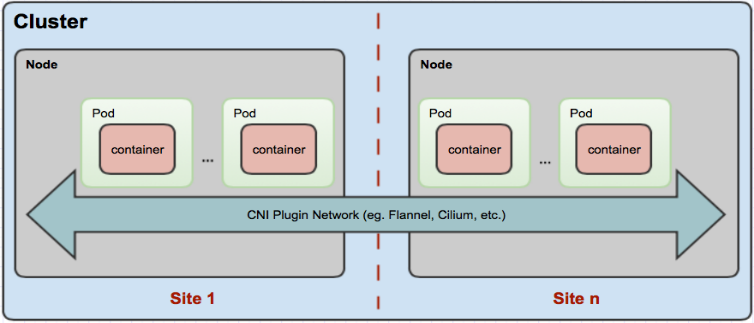 Cluster
Node
Node
Pod
Pod
Pod
Pod
container
container
container
container
...
...
CNI Plugin Network (eg. Flannel, Cilium, etc.)
Site 1
Site n